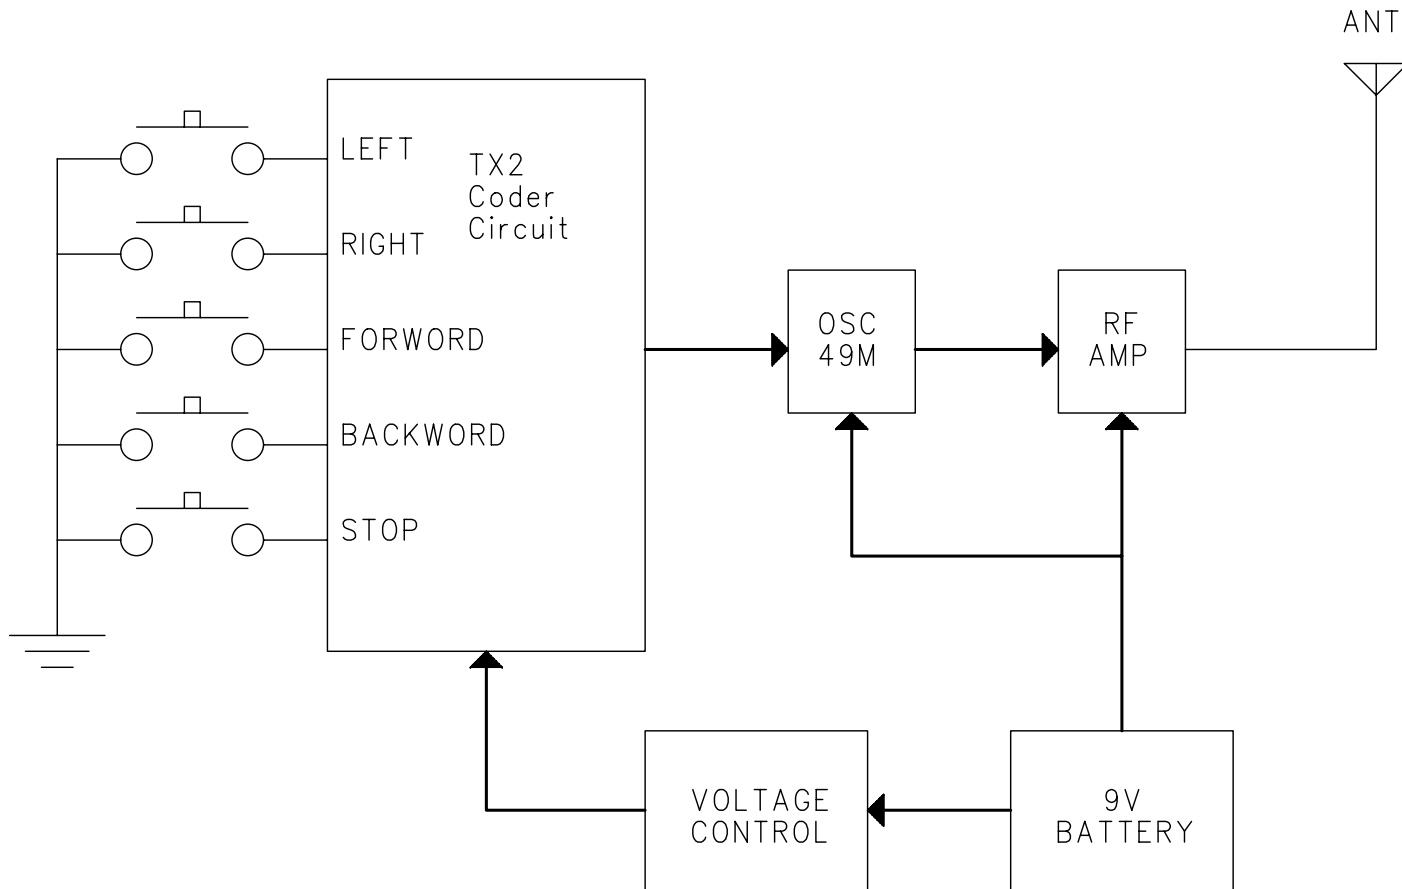 ANT
LEFT
TX2
Coder
Circuit
RIGHT
FORWORD
OSC
49M
RF
AMP
BACKWORD
STOP
VOLTAGE
CONTROL
9V
BATTERY